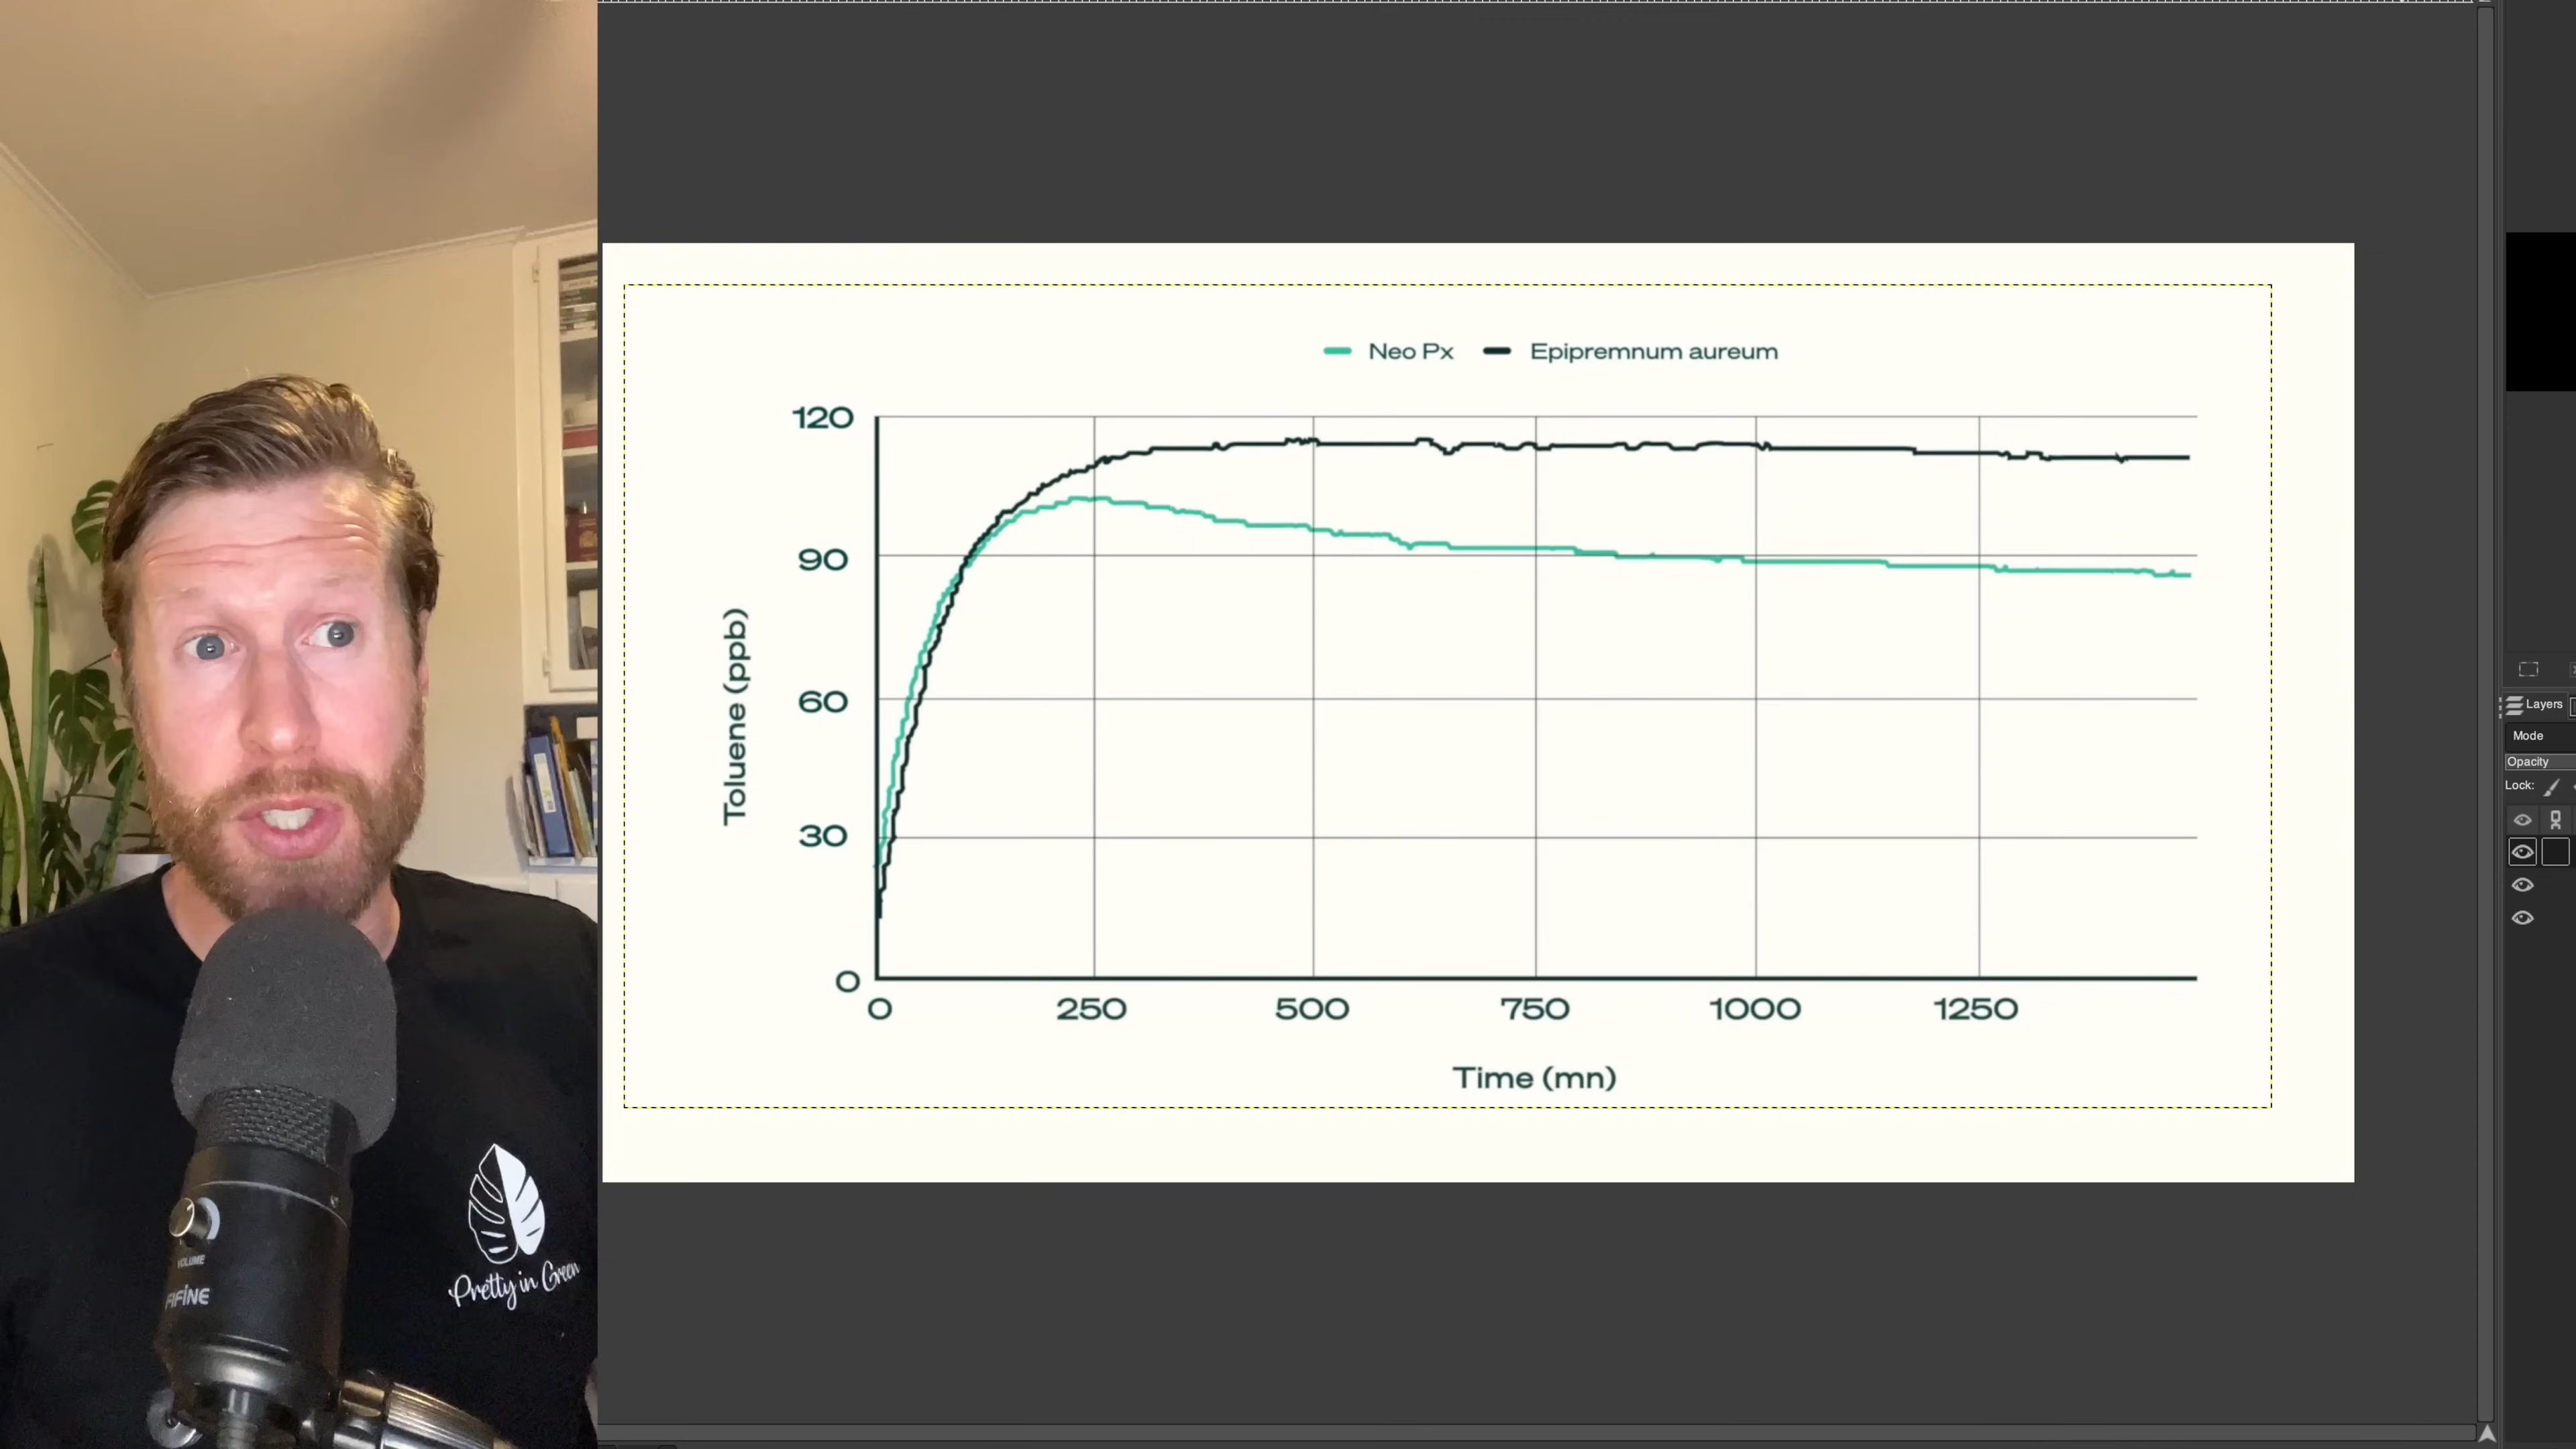 Neo Px Epipremnum aureum
120
90
60
30
0
Toluene (ppb)
0 250 500 750 1000 1250
Time (mn)
Layers
Mode
Opacity
Lock:
VOLUME
FIFINE
Pretty in Green